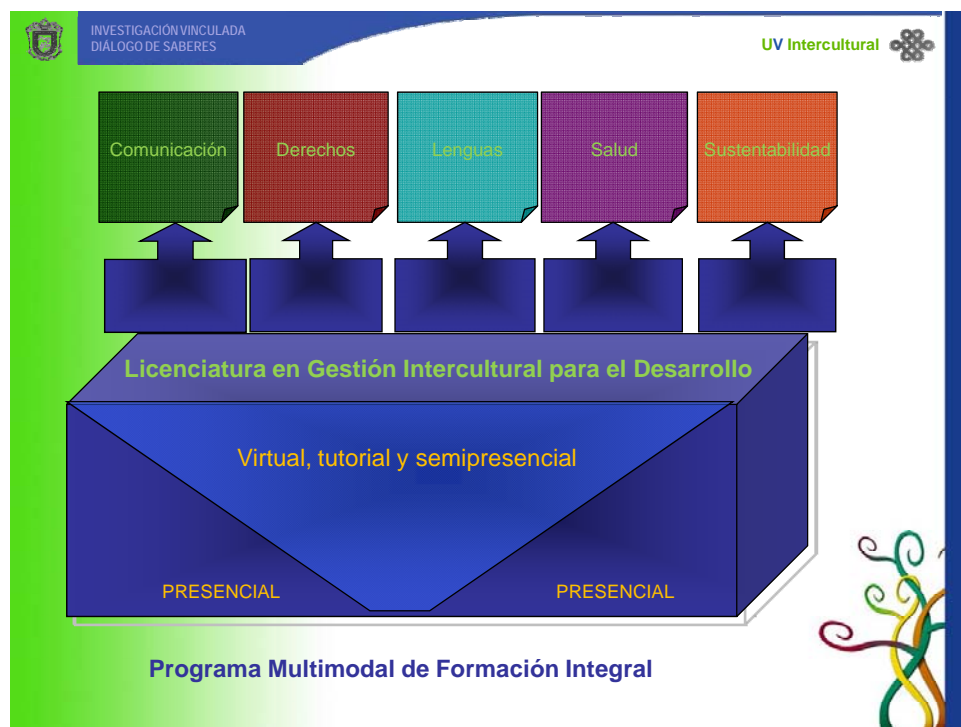 INVESTIGACIÓN VINCULADA
DIÁLOGO DE SABERES
UV Intercultural
Comunicación
Derechos
Lenguas
Salud
Sustentabilidad
Licenciatura en Gestión Intercultural para el Desarrollo
Virtual, tutorial y semipresencial
PRESENCIAL
PRESENCIAL
Programa Multimodal de Formación Integral